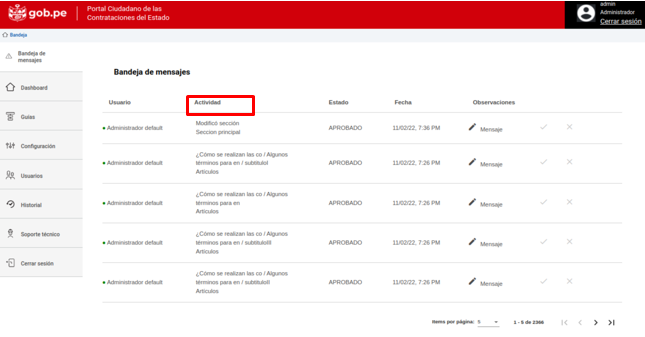 gob.pe
Portal Ciudadano de las
Contrataciones del Estado
admin
Administrador
Cerrar sesión
Bandeja
Bandeja de
mensajes
Dashboard
Guias
Configuración
Usuarios
Historial
Soporte técnico
Cerrar sesión
Bandeja de mensajes
Usuario Actividad Estado Fecha Observaciones
Administrador default Modificó sección
Seccion principal APROBADO 11/02/22, 7:36 PM Mensaje
Administrador default ¿Cómo se realizan las co / Algunos
términos para en / subtitulol
Articulos APROBADO 11/02/22, 7:26 PM Mensaje
Administrador default ¿Cómo se realizan las co / Algunos
términos para en
Articulos APROBADO 11/02/22, 7:26 PM Mensaje
Administrador default ¿Cómo se realizan las co / Algunos
términos para en / subtituloIII
Articulos APROBADO 11/02/22, 7:26 PM Mensaje
Administrador default ¿Cómo se realizan las co / Algunos
términos para en / subtituloII
Articulos APROBADO 11/02/22, 7:26 PM Mensaje
Items por página: 5 1 - 5 de 2366